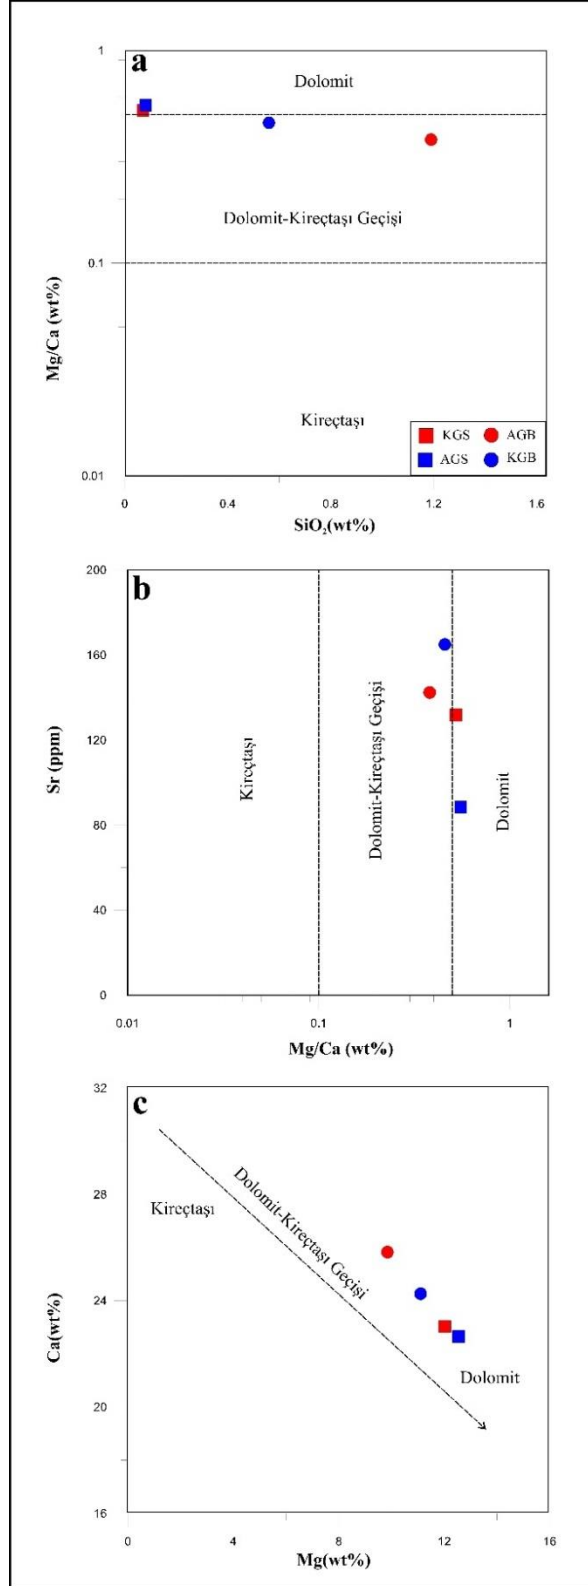 a
1
Dolomit
Dolomit-Kireçtaşı Geçişi
0.1
Mg/Ca (wt%)
Kireçtaşı
KGS AGB
AGS KGB
0.01
0 0.4 0.8 1.2 1.6
SiO₂(wt%)
b
200
160
120
80
40
0
Sr (ppm)
Kireçtaşı
Dolomit-Kireçtaşı Geçişi
Dolomit
0.01 0.1 1
Mg/Ca (wt%)
c
32
28
24
20
16
Ca(wt%)
Kireçtaşı
Dolomit-Kireçtaşı Geçişi
Dolomit
0 4 8 12 16
Mg(wt%)